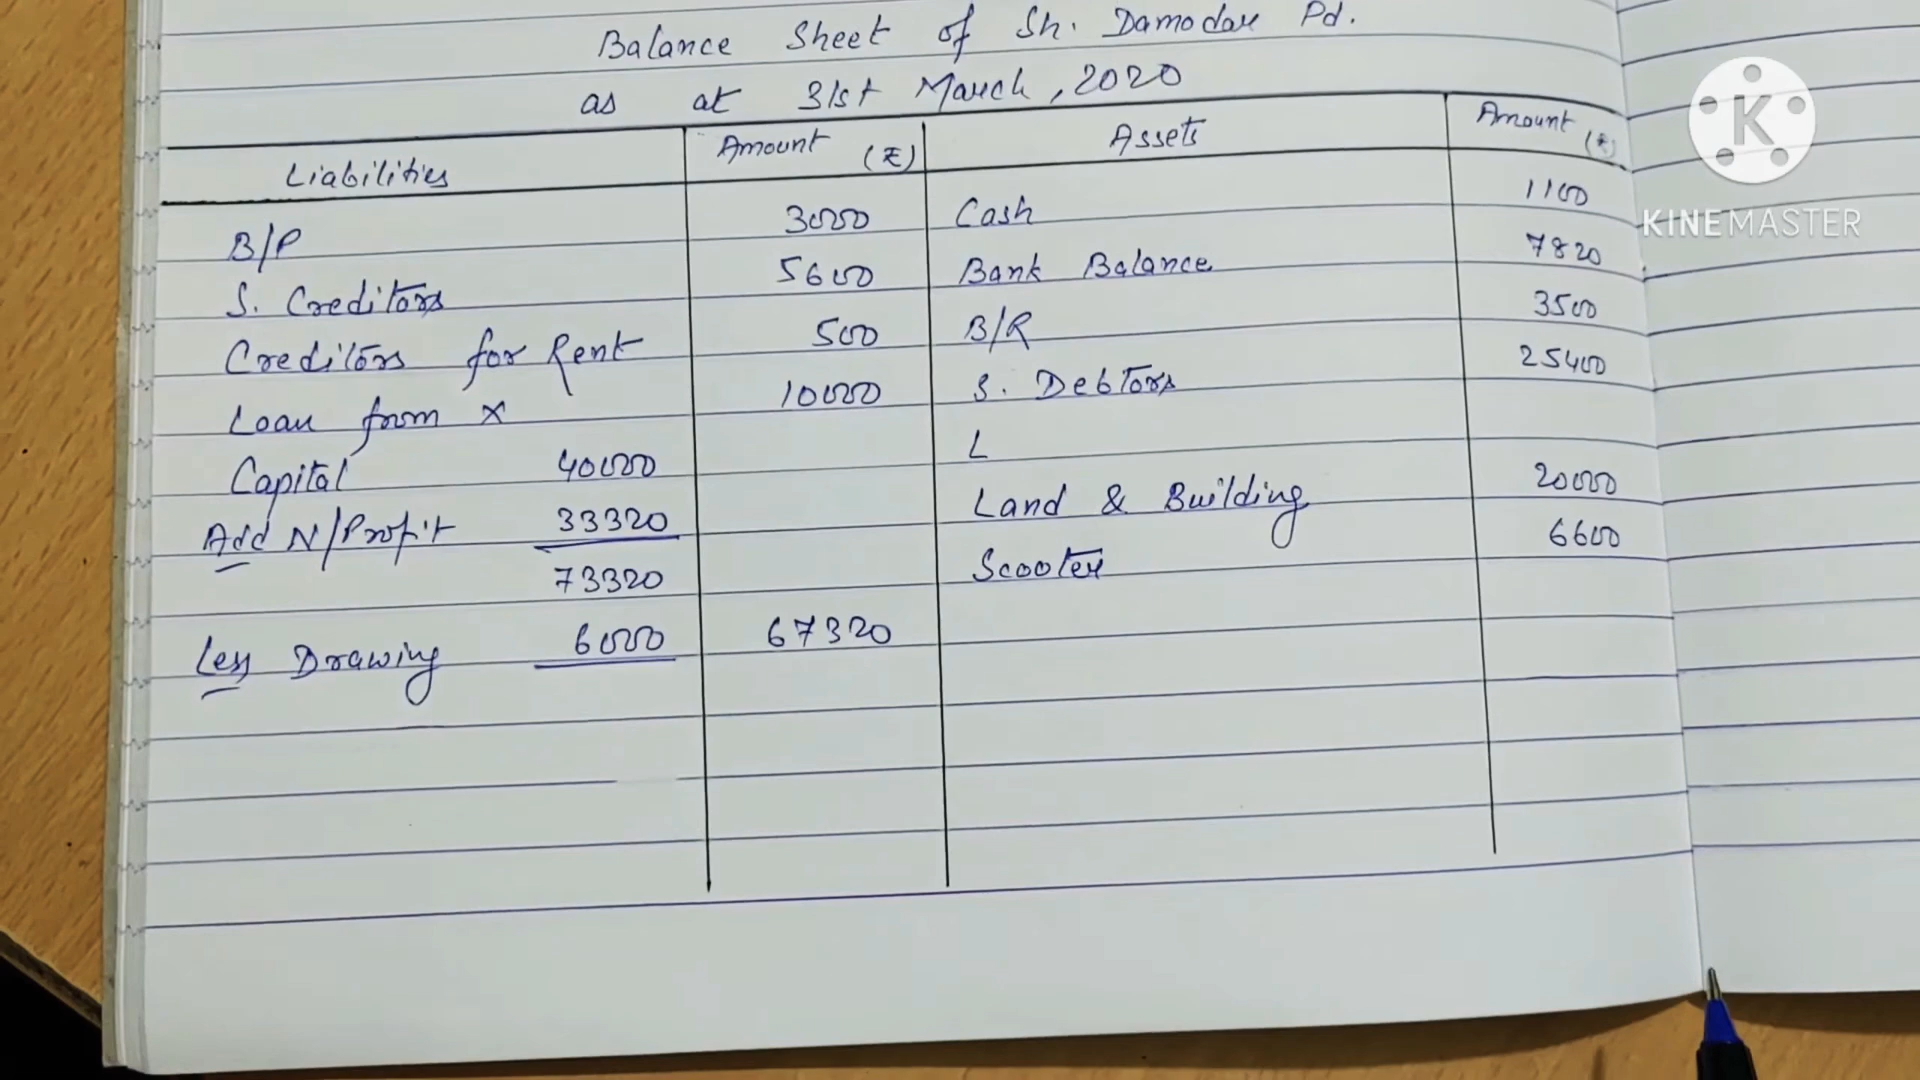 Balance Sheet of Sh. Damodar Pd.
as at 31st March, 2020
Liabilities Amount (₹) Assets Amount (₹)
B/P 3000 Cash 1100
S. Creditors 5600 Bank Balance 7820
Creditors for Rent 500 B/R 3500
Loan from X 10000 S. Debtors 25400
Capital 40000 L
Add N/Profit 33320 Land & Building 20000
73320 Scooter 6600
Less Drawing 6000 67320
K
KINEMASTER